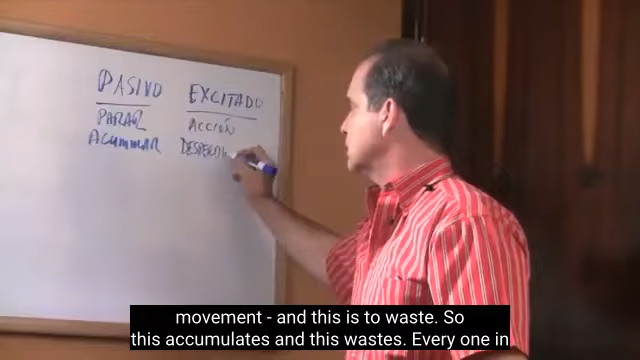 PASIVO EXCITADO
PARAR ACCIÓN
ACUMULAR
movement - and this is to waste. So
this accumulates and this wastes. Every one in